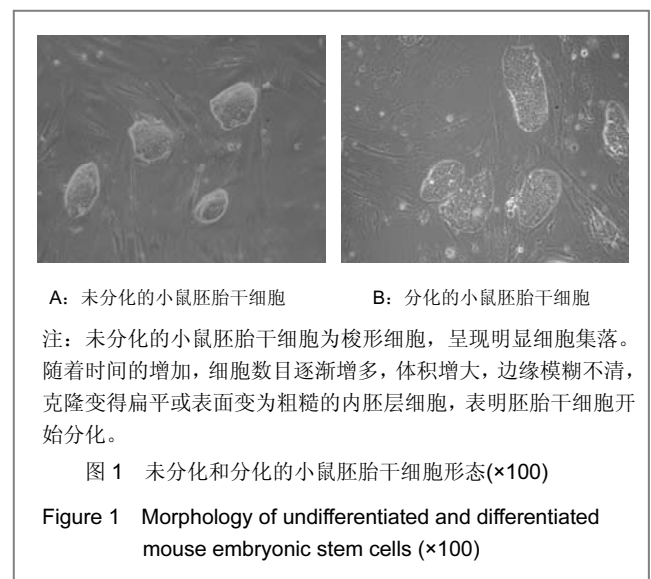 A：未分化的小鼠胚胎干细胞
B：分化的小鼠胚胎干细胞
注：未分化的小鼠胚胎干细胞为梭形细胞，呈现明显细胞集落。
随着时间的增加，细胞数目逐渐增多，体积增大，边缘模糊不清，
克隆变得扁平或表面变为粗糙的内胚层细胞，表明胚胎干细胞开
始分化。
图 1 未分化和分化的小鼠胚胎干细胞形态(×100)
Figure 1 Morphology of undifferentiated and differentiated
mouse embryonic stem cells (×100)